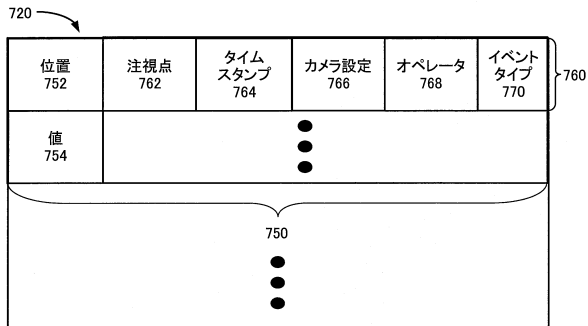 720
位置
752
注視点
762
タイム
スタンプ
764
カメラ設定
766
オペレータ
768
イベント
タイプ
770
760
値
754
750